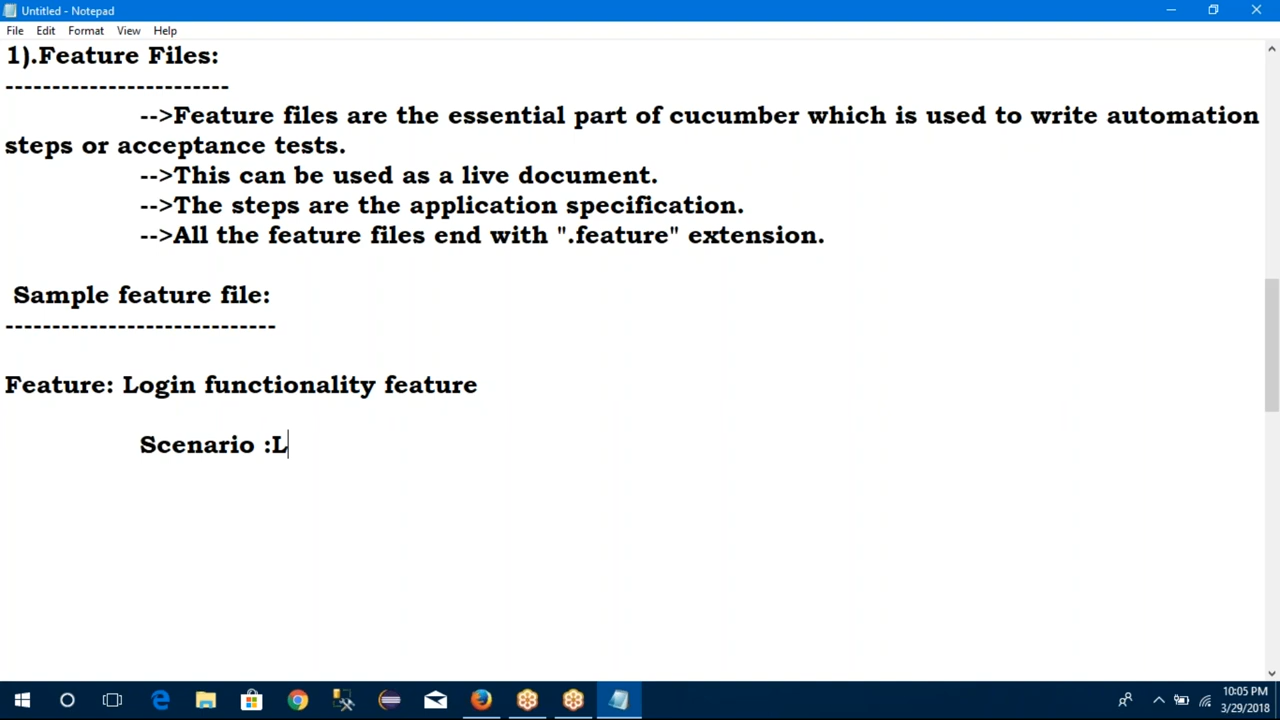 Untitled - Notepad
File Edit Format View Help
1).Feature Files:
------------------------
-->Feature files are the essential part of cucumber which is used to write automation
steps or acceptance tests.
-->This can be used as a live document.
-->The steps are the application specification.
-->All the feature files end with ".feature" extension.
Sample feature file:
-----------------------------
Feature: Login functionality feature
Scenario :L
10:05 PM
3/29/2018